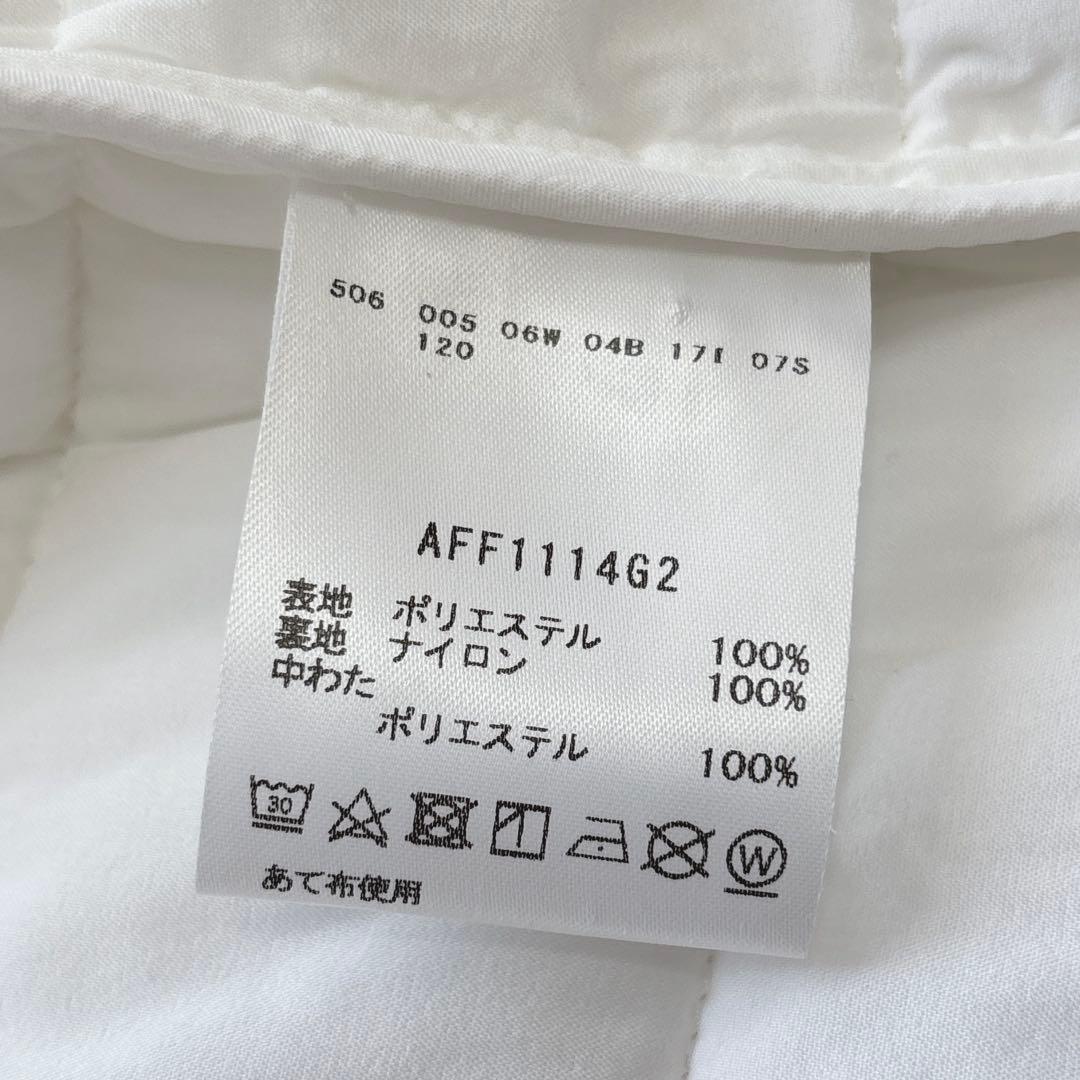 506 005 06W 04B 17I 07S
120
AFF1114G2
表地 ポリエステル 100%
裏地 ナイロン 100%
中わた
ポリエステル 100%
30
W
あて布使用